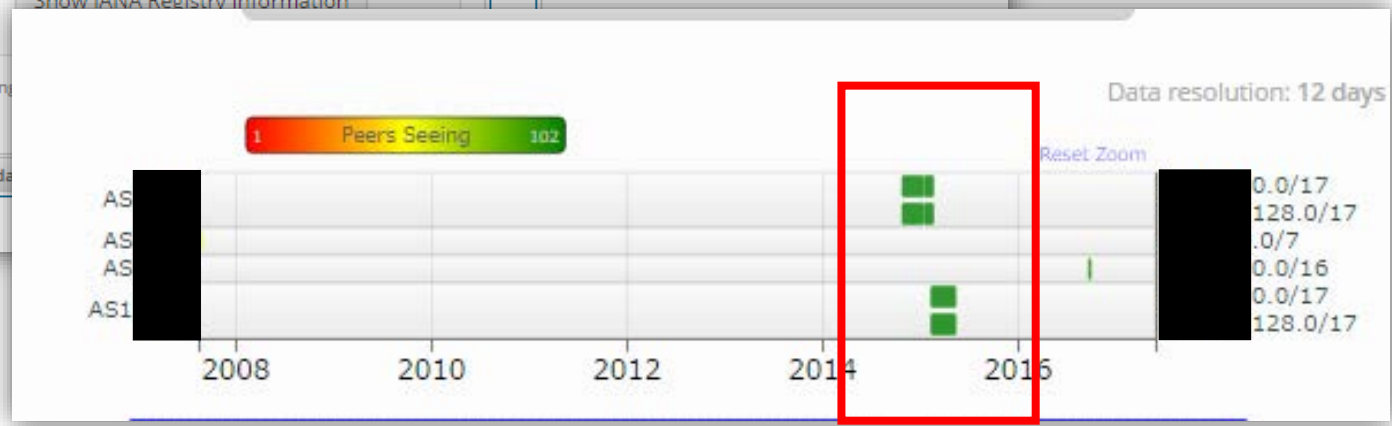 Show IANA Registry Information
Data resolution: 12 days
1 Peers Seeing 102
Reset Zoom
AS
0.0/17
128.0/17
AS
.0/7
AS
0.0/16
AS1
0.0/17
128.0/17
2008 2010 2012 2014 2016